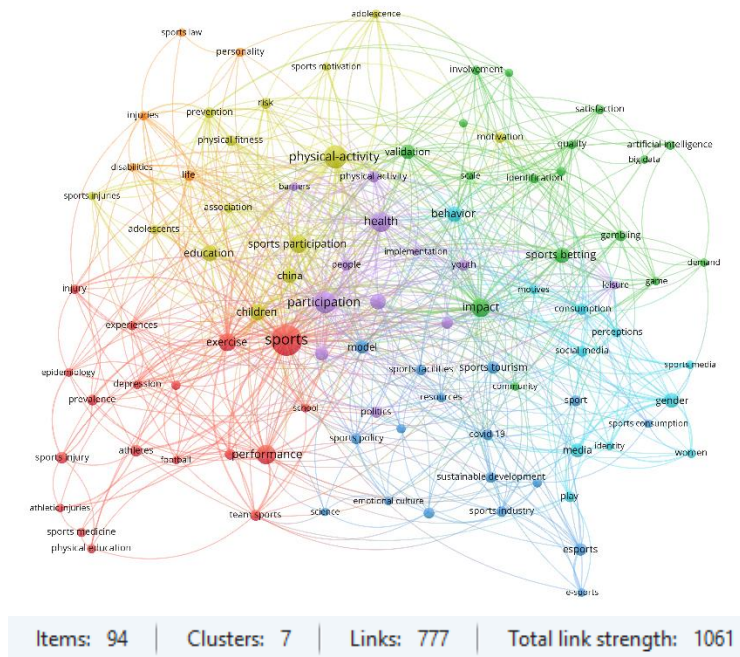 adolescence
sports law
personality
sports motivation
involvement
risk
satisfaction
prevention
injuries
physical fitness
motivation
quality
artificial-intelligence
physical-activity
validation
big data
disabilities
life
physical activity
scale
identification
barriers
sports injuries
association
health
behavior
adolescents
gambling
education
sports participation
implementation
sports betting
people
youth
demand
china
injury
motives
leisure
game
participation
impact
consumption
children
experiences
sports
perceptions
exercise
model
social media
epidemiology
sports facilities
sports tourism
sports media
depression
community
prevalence
resources
sport
gender
school
politics
sports consumption
covid-19
sports policy
athletes
performance
media
identity
women
sports injury
football
sustainable development
play
athletic injuries
emotional culture
team sports
science
sports industry
sports medicine
physical education
esports
e-sports
Items: 94 | Clusters: 7 | Links: 777 | Total link strength: 1061